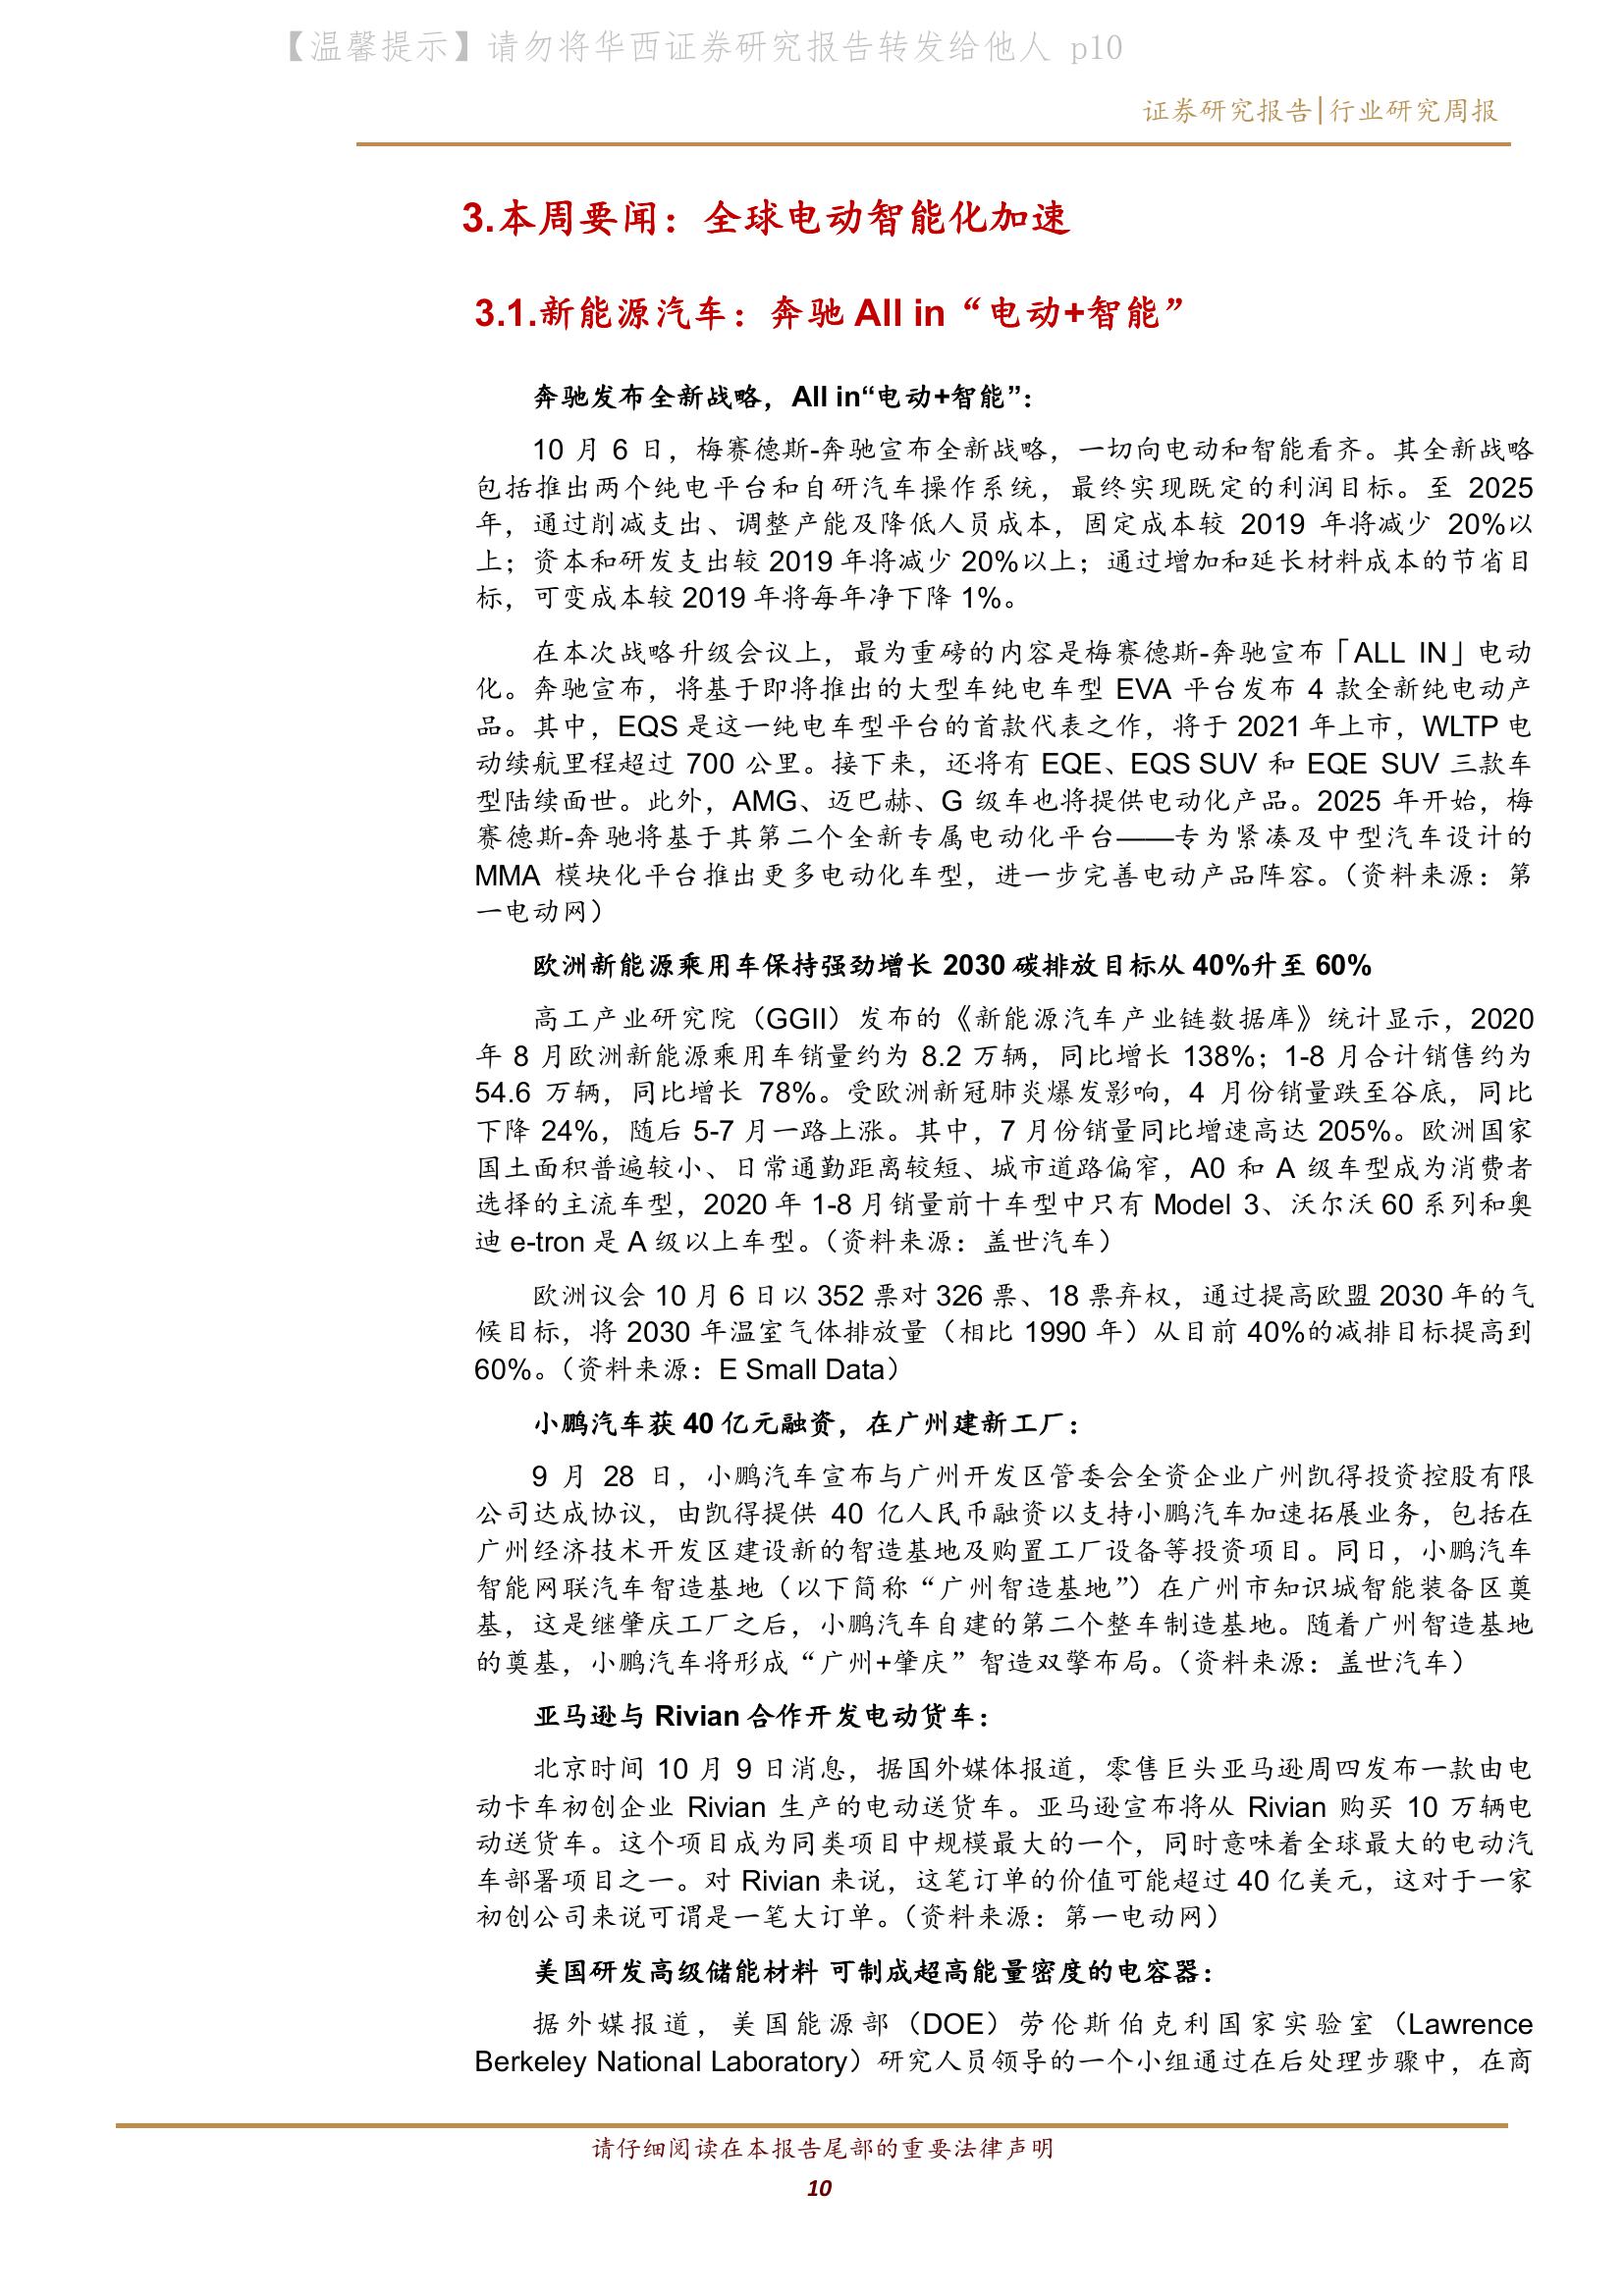 【温馨提示】请勿将华西证券研究报告转发给他人 p10
证券研究报告|行业研究周报
3.本周要闻：全球电动智能化加速
3.1.新能源汽车：奔驰 All in“电动+智能”
奔驰发布全新战略，All in“电动+智能”：
10 月 6 日，梅赛德斯-奔驰宣布全新战略，一切向电动和智能看齐。其全新战略
包括推出两个纯电平台和自研汽车操作系统，最终实现既定的利润目标。至 2025
年，通过削减支出、调整产能及降低人员成本，固定成本较 2019 年将减少 20%以
上；资本和研发支出较 2019 年将减少 20%以上；通过增加和延长材料成本的节省目
标，可变成本较 2019 年将每年净下降 1%。
在本次战略升级会议上，最为重磅的内容是梅赛德斯-奔驰宣布「ALL IN」电动
化。奔驰宣布，将基于即将推出的大型车纯电车型 EVA 平台发布 4 款全新纯电动产
品。其中，EQS 是这一纯电车型平台的首款代表之作，将于 2021 年上市，WLTP 电
动续航里程超过 700 公里。接下来，还将有 EQE、EQS SUV 和 EQE SUV 三款车
型陆续面世。此外，AMG、迈巴赫、G 级车也将提供电动化产品。2025 年开始，梅
赛德斯-奔驰将基于其第二个全新专属电动化平台——专为紧凑及中型汽车设计的
MMA 模块化平台推出更多电动化车型，进一步完善电动产品阵容。（资料来源：第
一电动网）
欧洲新能源乘用车保持强劲增长 2030 碳排放目标从 40%升至 60%
高工产业研究院（GGII）发布的《新能源汽车产业链数据库》统计显示，2020
年 8 月欧洲新能源乘用车销量约为 8.2 万辆，同比增长 138%；1-8 月合计销售约为
54.6 万辆，同比增长 78%。受欧洲新冠肺炎爆发影响，4 月份销量跌至谷底，同比
下降 24%，随后 5-7 月一路上涨。其中，7 月份销量同比增速高达 205%。欧洲国家
国土面积普遍较小、日常通勤距离较短、城市道路偏窄，A0 和 A 级车型成为消费者
选择的主流车型，2020 年 1-8 月销量前十车型中只有 Model 3、沃尔沃 60 系列和奥
迪 e-tron 是 A 级以上车型。（资料来源：盖世汽车）
欧洲议会 10 月 6 日以 352 票对 326 票、18 票弃权，通过提高欧盟 2030 年的气
候目标，将 2030 年温室气体排放量（相比 1990 年）从目前 40%的减排目标提高到
60%。（资料来源：E Small Data）
小鹏汽车获 40 亿元融资，在广州建新工厂：
9 月 28 日，小鹏汽车宣布与广州开发区管委会全资企业广州凯得投资控股有限
公司达成协议，由凯得提供 40 亿人民币融资以支持小鹏汽车加速拓展业务，包括在
广州经济技术开发区建设新的智造基地及购置工厂设备等投资项目。同日，小鹏汽车
智能网联汽车智造基地（以下简称“广州智造基地”）在广州市知识城智能装备区奠
基，这是继肇庆工厂之后，小鹏汽车自建的第二个整车制造基地。随着广州智造基地
的奠基，小鹏汽车将形成“广州+肇庆”智造双擎布局。（资料来源：盖世汽车）
亚马逊与 Rivian 合作开发电动货车：
北京时间 10 月 9 日消息，据国外媒体报道，零售巨头亚马逊周四发布一款由电
动卡车初创企业 Rivian 生产的电动送货车。亚马逊宣布将从 Rivian 购买 10 万辆电
动送货车。这个项目成为同类项目中规模最大的一个，同时意味着全球最大的电动汽
车部署项目之一。对 Rivian 来说，这笔订单的价值可能超过 40 亿美元，这对于一家
初创公司来说可谓是一笔大订单。（资料来源：第一电动网）
美国研发高级储能材料 可制成超高能量密度的电容器：
据外媒报道，美国能源部（DOE）劳伦斯伯克利国家实验室（Lawrence
Berkeley National Laboratory）研究人员领导的一个小组通过在后处理步骤中，在商
请仔细阅读在本报告尾部的重要法律声明
10